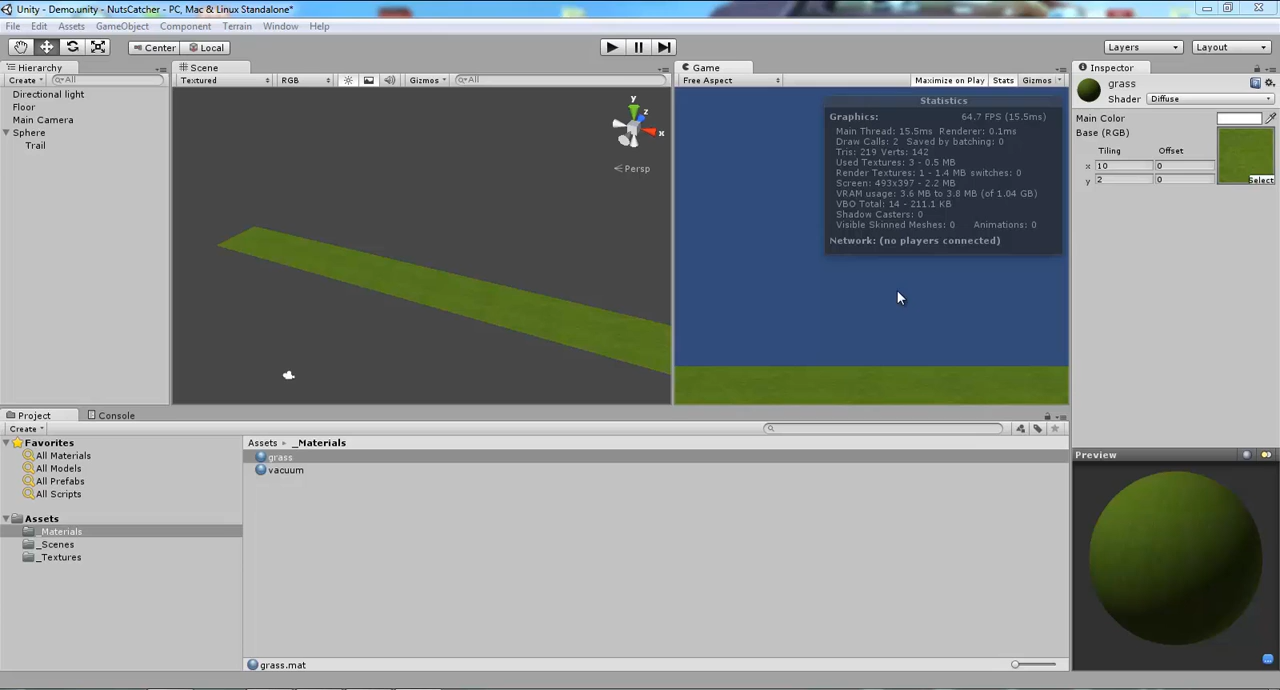 Unity - Demo.unity - NutsCatcher - PC, Mac & Linux Standalone*
File Edit Assets GameObject Component Terrain Window Help
Center Local Layers Layout
Hierarchy
Create All
Directional light
Floor
Main Camera
Sphere
Trail
Scene
Textured RGB Gizmos All
y
z
x
Persp
Game
Free Aspect Maximize on Play Stats Gizmos
Statistics
Graphics: 64.7 FPS (15.5ms)
Main Thread: 15.5ms Renderer: 0.1ms
Draw Calls: 2 Saved by batching: 0
Tris: 219 Verts: 142
Used Textures: 3 - 0.5 MB
Render Textures: 1 - 1.4 MB switches: 0
Screen: 493x397 - 2.2 MB
VRAM usage: 3.6 MB to 3.8 MB (of 1.04 GB)
VBO Total: 14 - 211.1 KB
Shadow Casters: 0
Visible Skinned Meshes: 0 Animations: 0
Network: (no players connected)
Inspector
grass
Shader Diffuse
Main Color
Base (RGB)
Tiling Offset
x 10 0
y 2 0
Select
Project Console
Create
Favorites
All Materials
All Models
All Prefabs
All Scripts
Assets
_Materials
_Scenes
_Textures
Assets _Materials
grass
vacuum
grass.mat
Preview